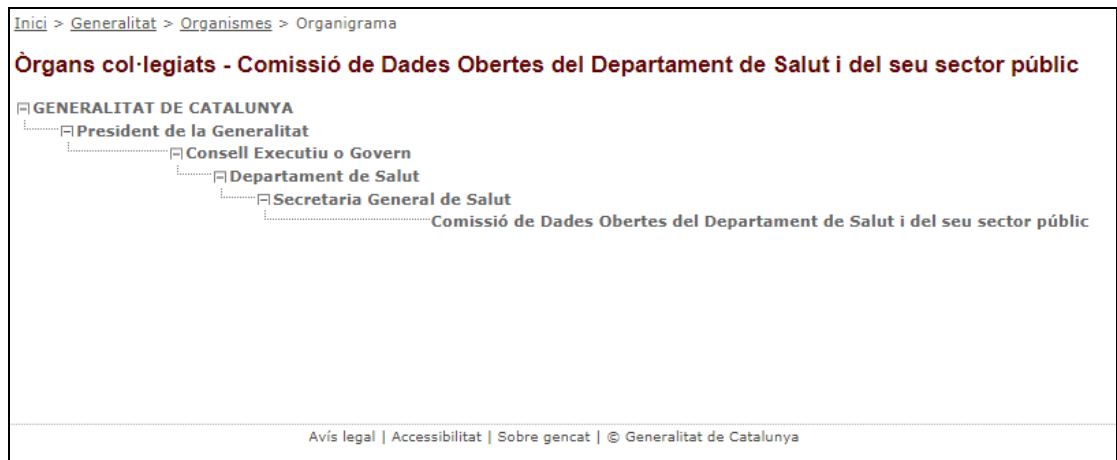 Inici > Generalitat > Organismes > Organigrama
Òrgans col·legiats - Comissió de Dades Obertes del Departament de Salut i del seu sector públic
GENERALITAT DE CATALUNYA
President de la Generalitat
Consell Executiu o Govern
Departament de Salut
Secretaria General de Salut
Comissió de Dades Obertes del Departament de Salut i del seu sector públic
Avís legal | Accessibilitat | Sobre gencat | © Generalitat de Catalunya